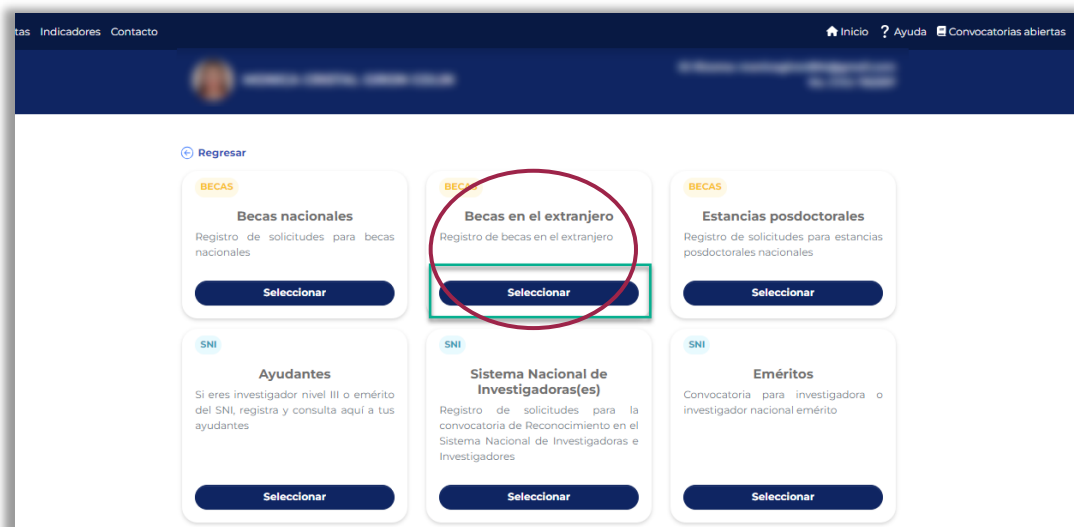 tas Indicadores Contacto
Inicio ? Ayuda Convocatorias abiertas
Regresar
BECAS
Becas nacionales
Registro de solicitudes para becas
nacionales
Seleccionar
BECAS
Becas en el extranjero
Registro de becas en el extranjero
Seleccionar
BECAS
Estancias posdoctorales
Registro de solicitudes para estancias
posdoctorales nacionales
Seleccionar
SNI
Ayudantes
Si eres investigador nivel III o emérito
del SNI, registra y consulta aquí a tus
ayudantes
Seleccionar
SNI
Sistema Nacional de
Investigadoras(es)
Registro de solicitudes para la
convocatoria de Reconocimiento en el
Sistema Nacional de Investigadoras e
Investigadores
Seleccionar
SNI
Eméritos
Convocatoria para investigadora o
investigador nacional emérito
Seleccionar